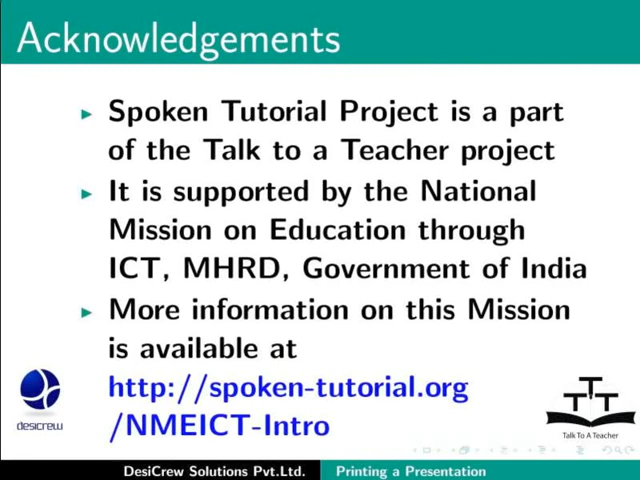 Acknowledgements
Spoken Tutorial Project is a part
of the Talk to a Teacher project
It is supported by the National
Mission on Education through
ICT, MHRD, Government of India
More information on this Mission
is available at
http://spoken-tutorial.org
/NMEICT-Intro
desicrew
TTT
Talk To A Teacher
DesiCrew Solutions Pvt.Ltd.
Printing a Presentation